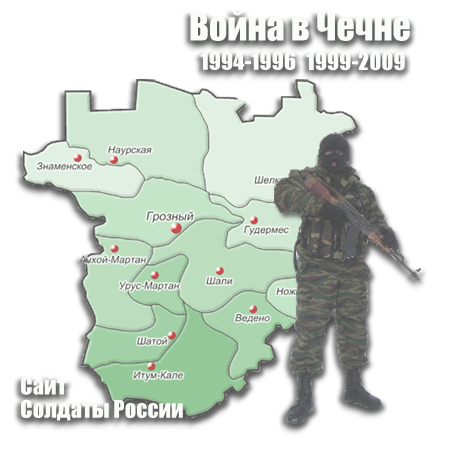 Война в Чечне
1994-1996 1999-2009
Наурская
Знаменское
Шелк
Грозный
Гудермес
Ачхой-Мартан
Шали
Урус-Мартан
Нож
Ведено
Шатой
Итум-Кале
Сайт
Солдаты России